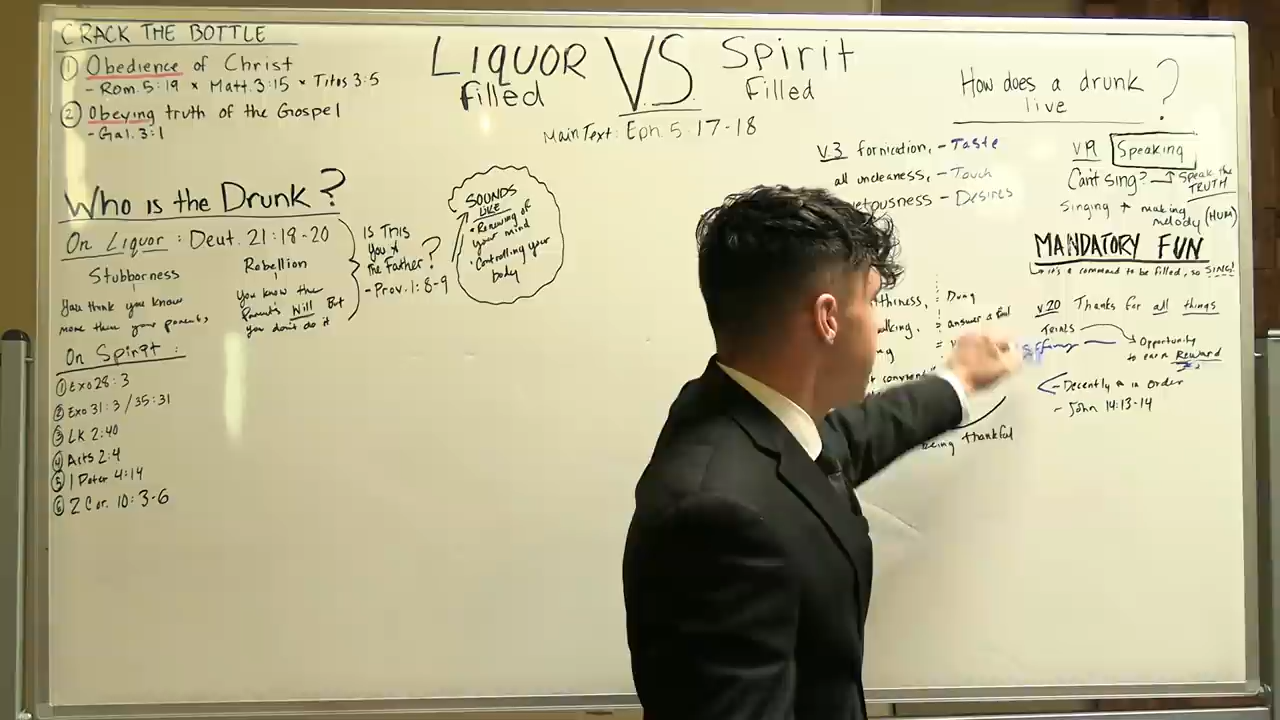 CRACK THE BOTTLE
① Obedience of Christ
- Rom. 5:19 × Matt. 3:15 × Titos 3:5
② Obeying truth of the Gospel
- Gal. 3:1
LIQUOR VS Spirit
filled Filled
Main Text: Eph. 5:17-18
Who is the Drunk?
On Liquor: Deut. 21:18-20
Stubborness
You think you know
more then your parents,
Rebellion
You know the
Parents Will But
you don't do it
IS THIS
You &
the Father?
- Prov. 1:8-9
SOUNDS
LIKE
• Renewing of
your mind
• Controlling your
body
On Spirit:
① Exo 28:3
② Exo 31:3 / 35:31
③ LK 2:40
④ Acts 2:4
⑤ 1 Peter 4:14
⑥ 2 Cor. 10:3-6
How does a drunk
live?
v.3 fornication, - Taste
all uncleaness, - Touch
- Desires
= Dung
= answer a fool
being thankful
V19 Speaking
Can't sing? → Speak the
TRUTH
Singing + making
melody (HUM)
MANDATORY FUN
↳ it's a command to be filled, so SING!
v.20 Thanks for all things
Opportunity
to earn Reward
- Decently & in order
- John 14:13-14